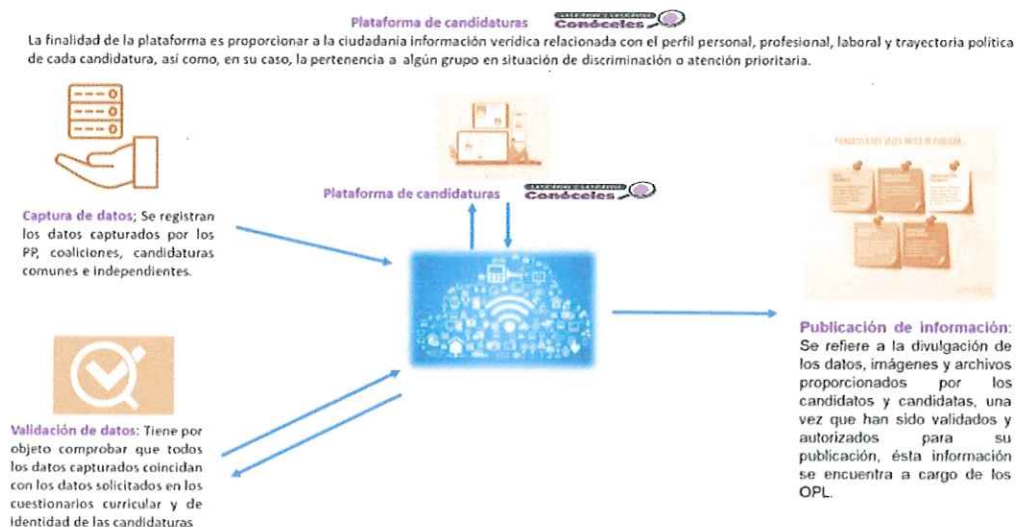 Plataforma de candidaturas Conóceles
La finalidad de la plataforma es proporcionar a la ciudadanía información verídica relacionada con el perfil personal, profesional, laboral y trayectoria política
de cada candidatura, así como, en su caso, la pertenencia a algún grupo en situación de discriminación o atención prioritaria.
Plataforma de candidaturas Conóceles
Captura de datos; Se registran
los datos capturados por los
PP, coaliciones, candidaturas
comunes e independientes.
Validación de datos: Tiene por
objeto comprobar que todos
los datos capturados coincidan
con los datos solicitados en los
cuestionarios curricular y de
identidad de las candidaturas
Publicación de información:
Se refiere a la divulgación de
los datos, imágenes y archivos
proporcionados por los
candidatos y candidatas, una
vez que han sido validados y
autorizados para su
publicación, ésta información
se encuentra a cargo de los
OPL.